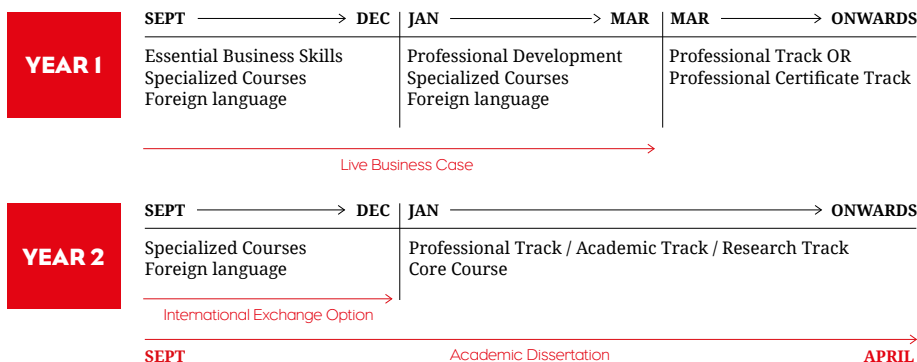 YEAR 1
SEPT DEC JAN MAR MAR ONWARDS
Essential Business Skills
Specialized Courses
Foreign language
Professional Development
Specialized Courses
Foreign language
Professional Track OR
Professional Certificate Track
Live Business Case
YEAR 2
SEPT DEC JAN ONWARDS
Specialized Courses
Foreign language
Professional Track / Academic Track / Research Track
Core Course
International Exchange Option
SEPT Academic Dissertation APRIL